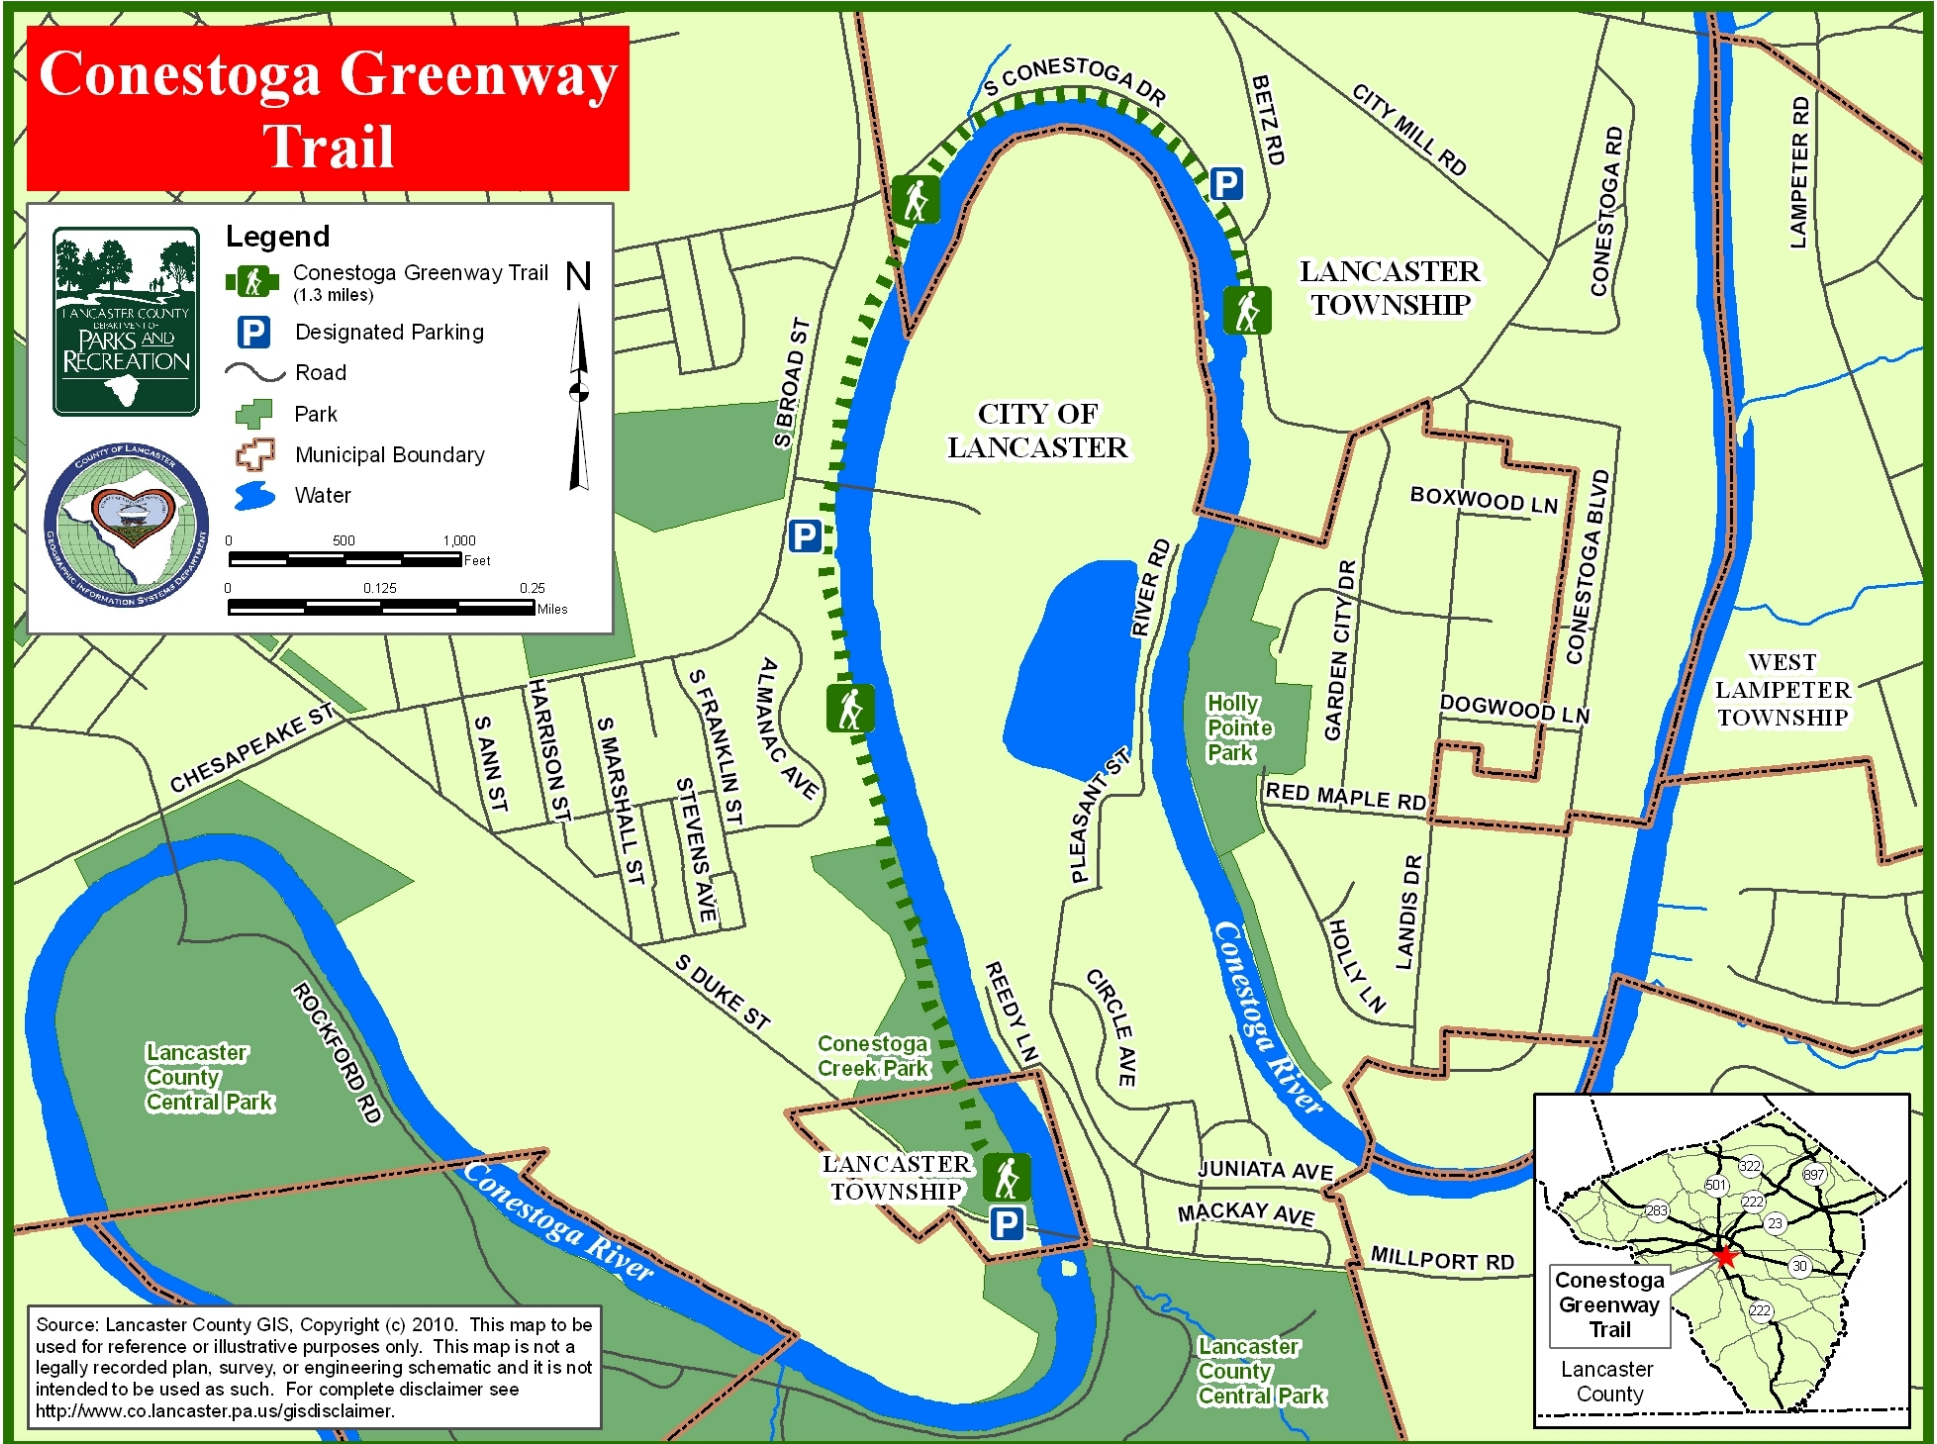 Conestoga Greenway
Trail
LANCASTER COUNTY
DEPARTMENT OF
PARKS AND
RECREATION
COUNTY OF LANCASTER
GEOGRAPHIC INFORMATION SYSTEMS DEPARTMENT
Legend
Conestoga Greenway Trail
(1.3 miles)
P
Designated Parking
Road
Park
Municipal Boundary
Water
N
0 500 1,000
Feet
0 0.125 0.25
Miles
S CONESTOGA DR
BETZ RD
CITY MILL RD
CONESTOGA RD
LAMPETER RD
P
LANCASTER
TOWNSHIP
S BROAD ST
CITY OF
LANCASTER
P
BOXWOOD LN
CONESTOGA BLVD
RIVER RD
GARDEN CITY DR
WEST
LAMPETER
TOWNSHIP
DOGWOOD LN
Holly
Pointe
Park
RED MAPLE RD
PLEASANT ST
CHESAPEAKE ST
S ANN ST
HARRISON ST
S MARSHALL ST
S FRANKLIN ST
STEVENS AVE
ALMANAC AVE
LANDIS DR
HOLLY LN
Conestoga River
S DUKE ST
REEDY LN
CIRCLE AVE
ROCKFORD RD
Conestoga
Creek Park
Lancaster
County
Central Park
LANCASTER
TOWNSHIP
P
JUNIATA AVE
MACKAY AVE
MILLPORT RD
Conestoga River
Lancaster
County
Central Park
Source: Lancaster County GIS, Copyright (c) 2010. This map to be
used for reference or illustrative purposes only. This map is not a
legally recorded plan, survey, or engineering schematic and it is not
intended to be used as such. For complete disclaimer see
http://www.co.lancaster.pa.us/gisdisclaimer.
322
897
501
222
283
23
30
222
Conestoga
Greenway
Trail
Lancaster
County